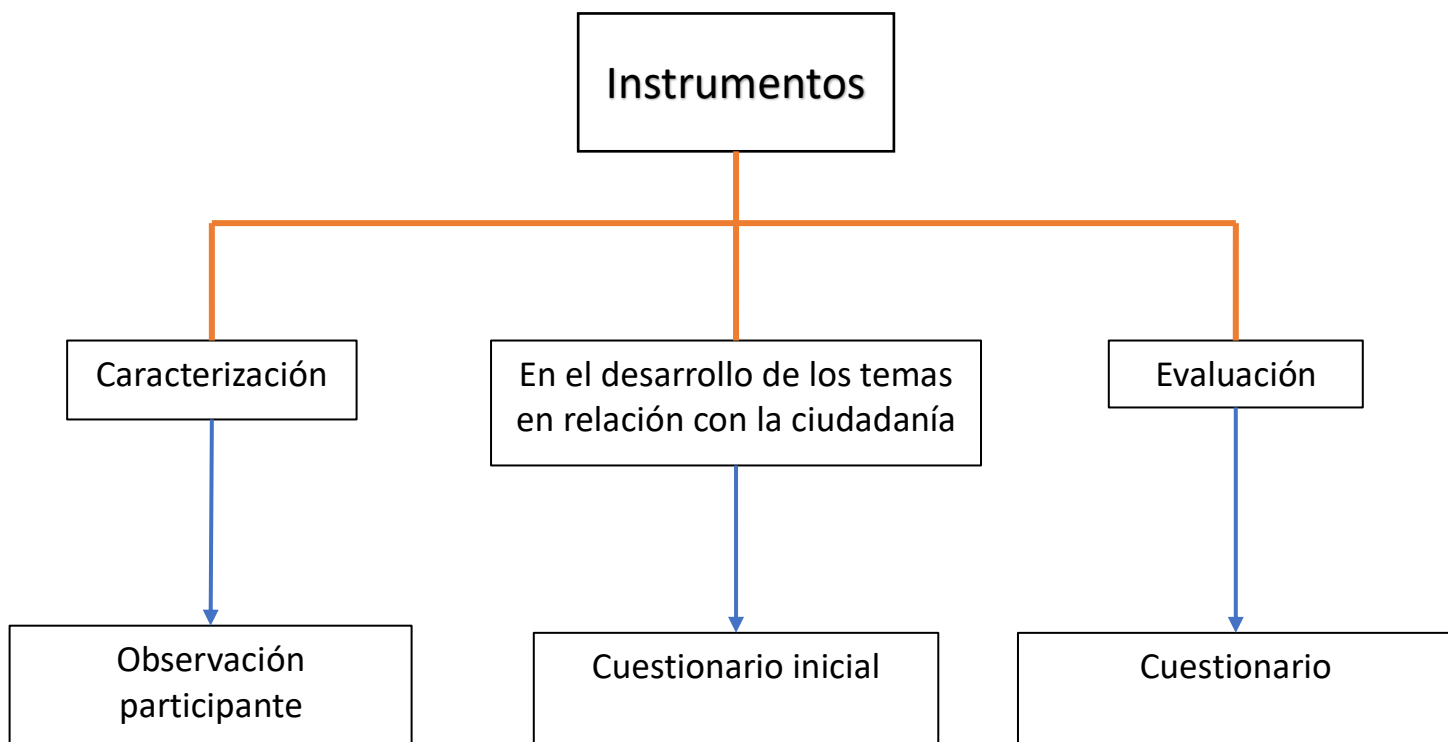 Instrumentos
Caracterización
En el desarrollo de los temas
en relación con la ciudadanía
Evaluación
Observación
participante
Cuestionario inicial
Cuestionario